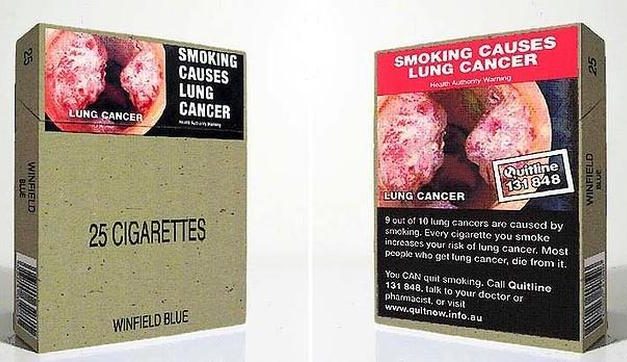 25
SMOKING
CAUSES
LUNG
CANCER
Health Authority Warning
LUNG CANCER
WINFIELD
BLUE
25 CIGARETTES
WINFIELD BLUE
SMOKING CAUSES
LUNG CANCER
Health Authority Warning
25
Quitline
131 848
LUNG CANCER
WINFIELD
BLUE
9 out of 10 lung cancers are caused by
smoking. Every cigarette you smoke
increases your risk of lung cancer. Most
people who get lung cancer, die from it.
You CAN quit smoking. Call Quitline
131 848, talk to your doctor or
pharmacist, or visit
www.quitnow.info.au